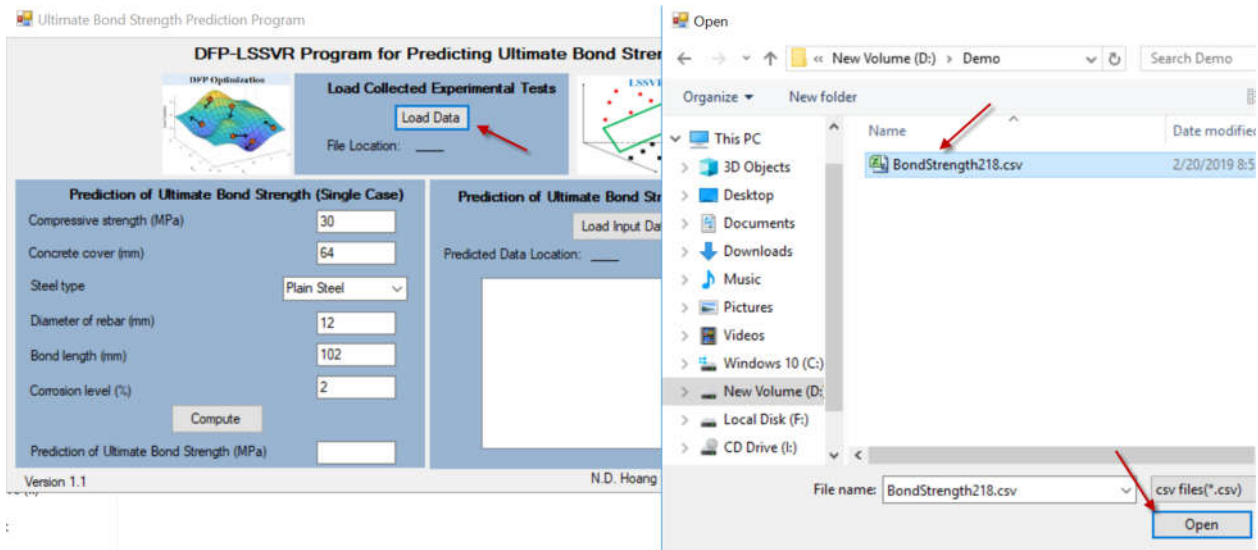 Ultimate Bond Strength Prediction Program
DFP-LSSVR Program for Predicting Ultimate Bond Stren
DFP Optimization
Load Collected Experimental Tests
Load Data
File Location: ____
LSSV
Prediction of Ultimate Bond Strength (Single Case)
Compressive strength (MPa) 30
Concrete cover (mm) 64
Steel type Plain Steel
Diameter of rebar (mm) 12
Bond length (mm) 102
Corrosion level (%) 2
Compute
Prediction of Ultimate Bond Strength (MPa)
Prediction of Ultimate Bond Str
Load Input Da
Predicted Data Location: ____
Version 1.1
N.D. Hoang
Open
« New Volume (D:) › Demo
Search Demo
Organize
New folder
This PC
3D Objects
Desktop
Documents
Downloads
Music
Pictures
Videos
Windows 10 (C:)
New Volume (D:
Local Disk (F:)
CD Drive (I:)
Name
Date modified
BondStrength218.csv
2/20/2019 8:5
File name: BondStrength218.csv
csv files(*.csv)
Open